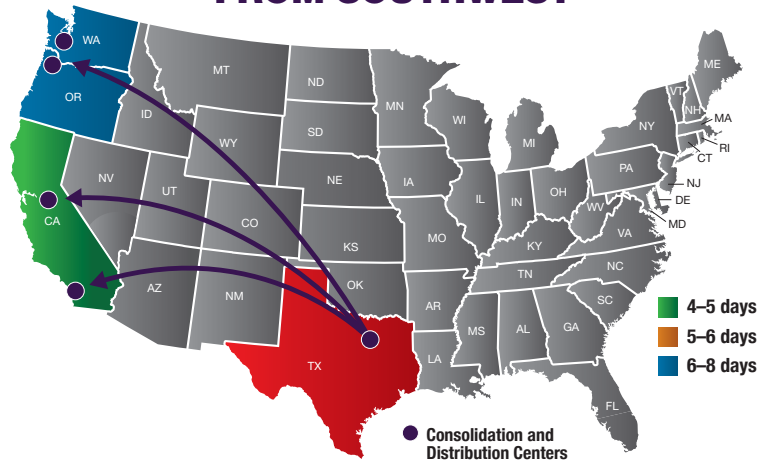 FROM SOUTHWEST
WA
MT
ND
ME
OR
ID
MN
VT
NH
SD
WI
NY
MA
WY
MI
RI
CT
NV
NE
IA
PA
UT
IL
IN
OH
NJ
CO
DE
WV
MD
CA
KS
MO
KY
VA
AZ
NM
OK
TN
NC
AR
SC
MS
AL
GA
LA
TX
FL
4–5 days
5–6 days
6–8 days
Consolidation and
Distribution Centers